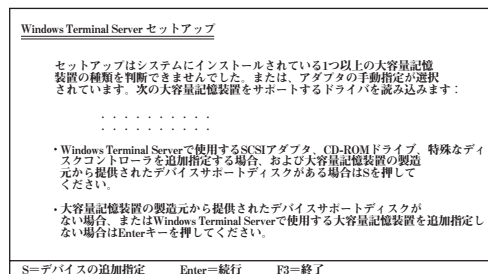 Windows Terminal Server セットアップ
セットアップはシステムにインストールされている1つ以上の大容量記憶
装置の種類を判断できませんでした。または、アダプタの手動指定が選択
されています。次の大容量記憶装置をサポートするドライバを読み込みます：
. . . . . . . . . .
. . . . . . . . . .
・Windows Terminal Serverで使用するSCSIアダプタ、CD-ROMドライブ、特殊なディ
スクコントローラを追加指定する場合、および大容量記憶装置の製造
元から提供されたデバイスサポートディスクがある場合はSを押して
ください。
・大容量記憶装置の製造元から提供されたデバイスサポートディスクが
ない場合、またはWindows Terminal Serverで使用する大容量記憶装置を追加指定し
ない場合はEnterキーを押してください。
S＝デバイスの追加指定 Enter＝続行 F3＝終了